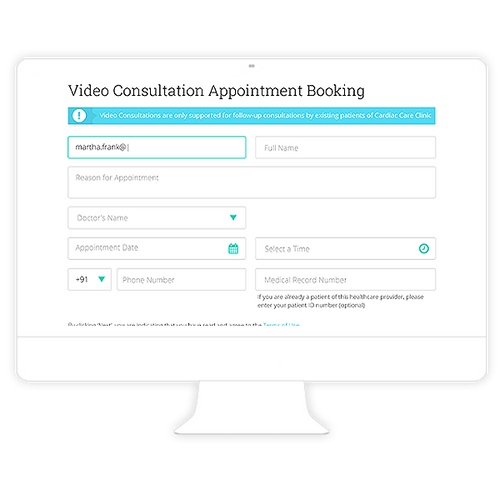 Video Consultation Appointment Booking
Video Consultations are only supported for follow-up consultations by existing patients of Cardiac Care Clinic
martha.frank@
Full Name
Reason for Appointment
Doctor's Name
Appointment Date
Select a Time
+91
Phone Number
Medical Record Number
If you are already a patient of this healthcare provider, please
enter your patient ID number (optional)
By clicking 'Next' you are indicating that you have read and agree to the Terms of Use